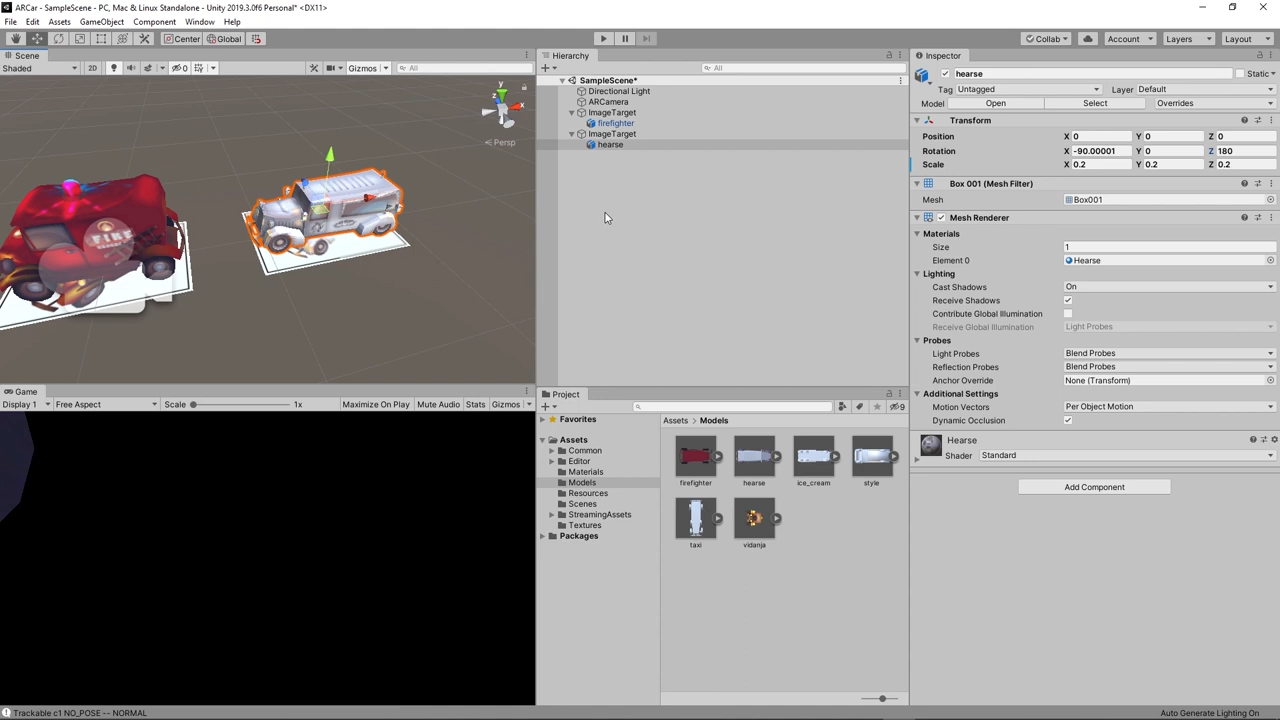 ARCar - SampleScene - PC, Mac & Linux Standalone - Unity 2019.3.0f6 Personal* <DX11>
File Edit Assets GameObject Component Window Help
Center Global Collab Account Layers Layout
Scene
Shaded 2D 0 Gizmos All
y
x
Persp
FIRE
Game
Display 1 Free Aspect Scale 1x Maximize On Play Mute Audio Stats Gizmos
Hierarchy
All
SampleScene*
Directional Light
ARCamera
ImageTarget
firefighter
ImageTarget
hearse
Project
9
Favorites
Assets
Common
Editor
Materials
Models
Resources
Scenes
StreamingAssets
Textures
Packages
Assets > Models
firefighter hearse ice_cream style
taxi vidanja
Inspector
hearse Static
Tag Untagged Layer Default
Model Open Select Overrides
Transform
Position X 0 Y 0 Z 0
Rotation X -90.00001 Y 0 Z 180
Scale X 0.2 Y 0.2 Z 0.2
Box 001 (Mesh Filter)
Mesh Box001
Mesh Renderer
Materials
Size 1
Element 0 Hearse
Lighting
Cast Shadows On
Receive Shadows
Contribute Global Illumination
Receive Global Illumination Light Probes
Probes
Light Probes Blend Probes
Reflection Probes Blend Probes
Anchor Override None (Transform)
Additional Settings
Motion Vectors Per Object Motion
Dynamic Occlusion
Hearse
Shader Standard
Add Component
Trackable c1 NO_POSE -- NORMAL
Auto Generate Lighting On